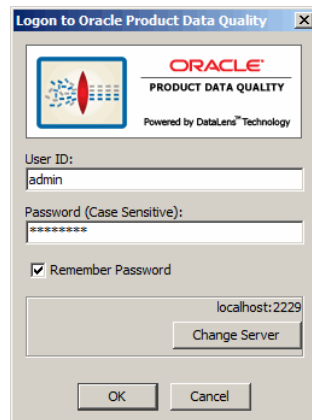 Logon to Oracle Product Data Quality
ORACLE®
PRODUCT DATA QUALITY
Powered by DataLens™ Technology
User ID:
admin
Password (Case Sensitive):
********
Remember Password
localhost:2229
Change Server
OK Cancel